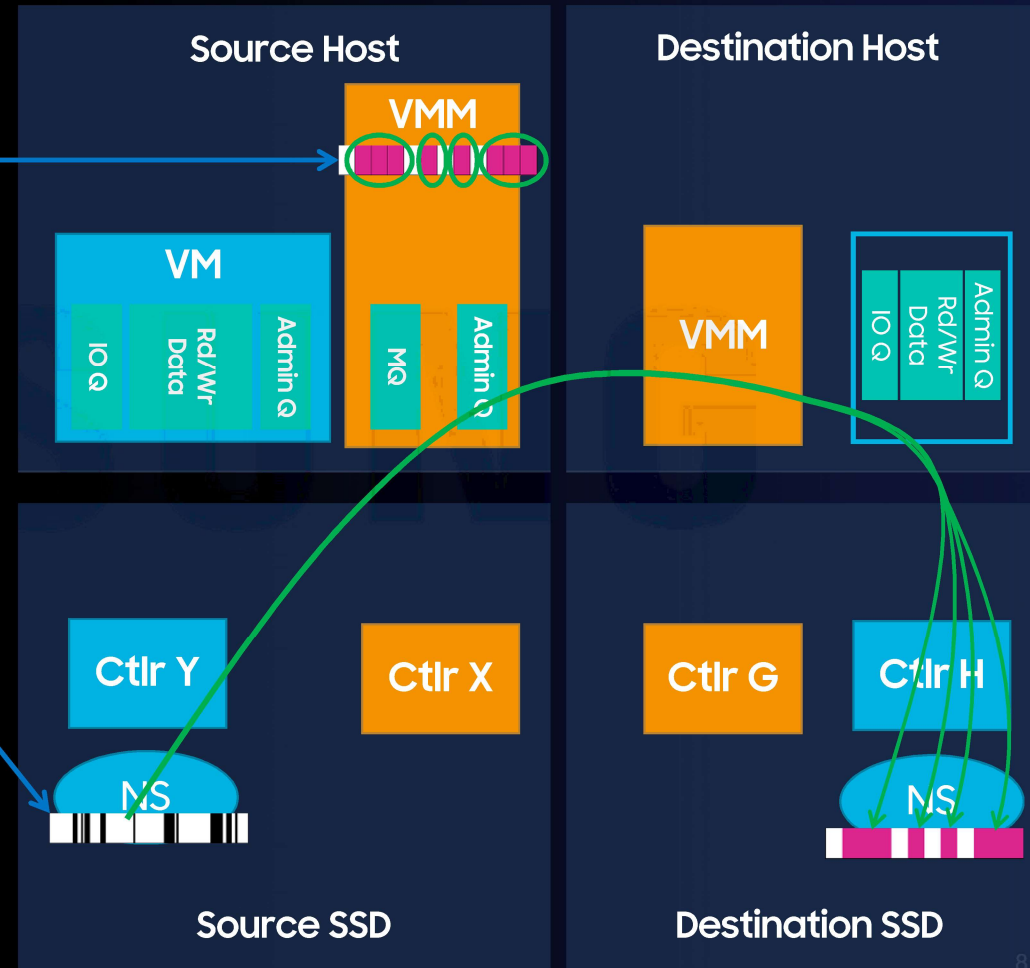 Source Host
VMM
VM
IO Q
Rd/Wr
Data
Admin Q
MQ
Admin Q
Destination Host
VMM
IO Q
Rd/Wr
Data
Admin Q
Ctlr Y
Ctlr X
NS
Source SSD
Ctlr G
Ctlr H
NS
Destination SSD
8